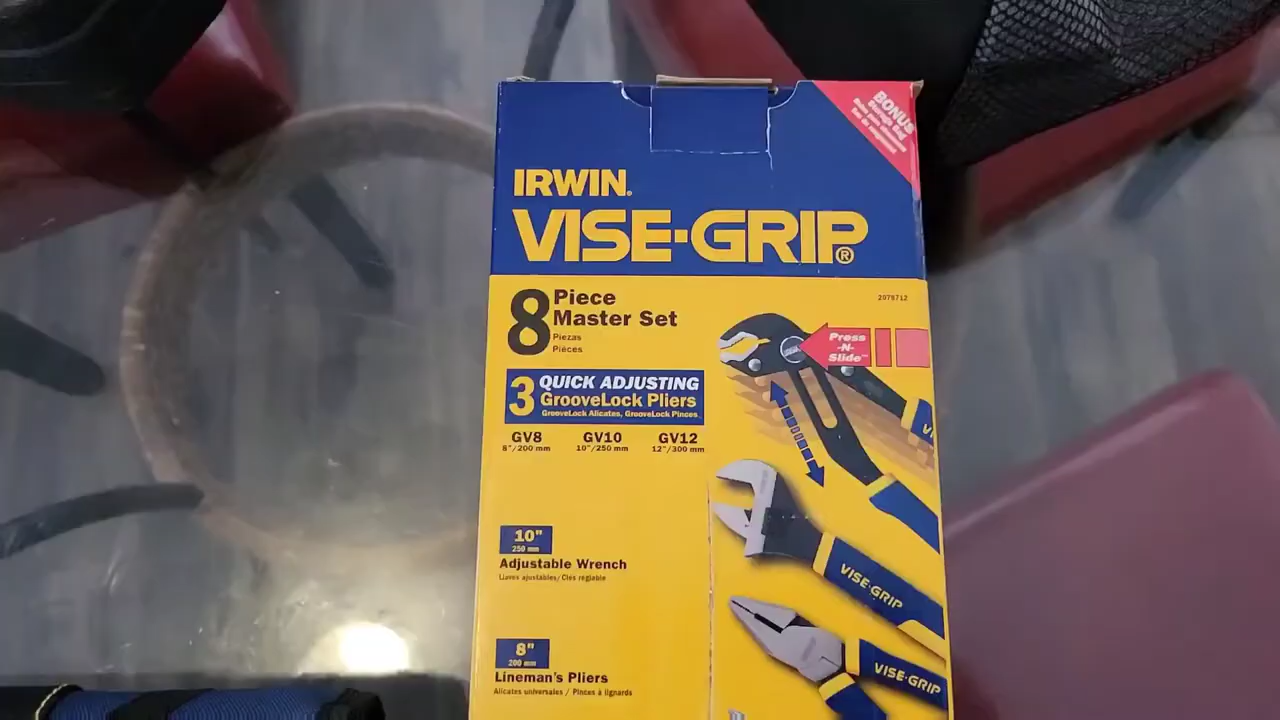 BONUS
IRWIN.
VISE-GRIP®
8 Piece
Master Set
Piezas
Pièces
2078712
Press
-N-
Slide™
3 QUICK ADJUSTING
GrooveLock Pliers
GrooveLock Alicates, GrooveLock Pinces
GV8 GV10 GV12
8"/200 mm 10"/250 mm 12"/300 mm
10"
250 mm
Adjustable Wrench
Llaves ajustables/Clés réglable
VISE-GRIP
8"
200 mm
Lineman's Pliers
Alicates universales / Pinces à lignards
VISE-GRIP